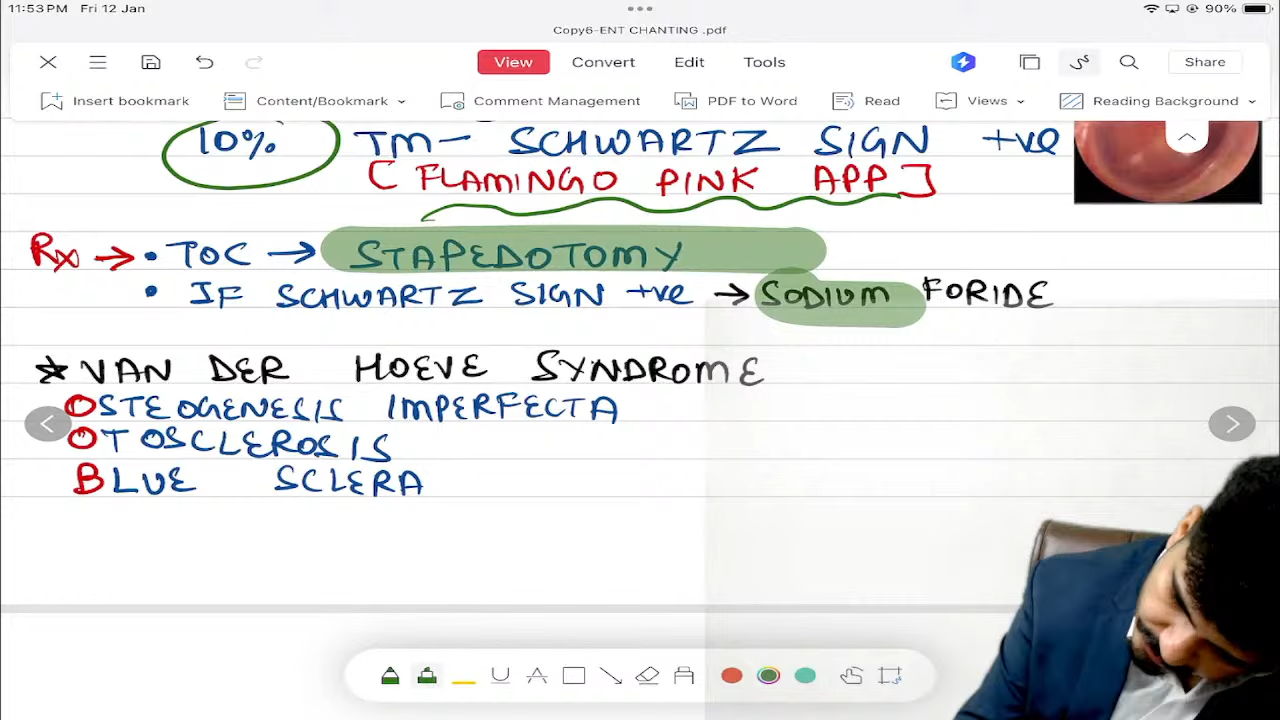 11:53 PM Fri 12 Jan
90%
Copy6-ENT CHANTING .pdf
View Convert Edit Tools Share
Insert bookmark Content/Bookmark Comment Management PDF to Word Read Views Reading Background
10% TM- SCHWARTZ SIGN +ve
[FLAMINGO PINK APP]
Rx → • TOC → STAPEDOTOMY
• IF SCHWARTZ SIGN +ve → SODIUM FORIDE
* VAN DER HOEVE SYNDROME
OSTEOGENESIS IMPERFECTA
OTOSCLEROSIS
BLUE SCLERA